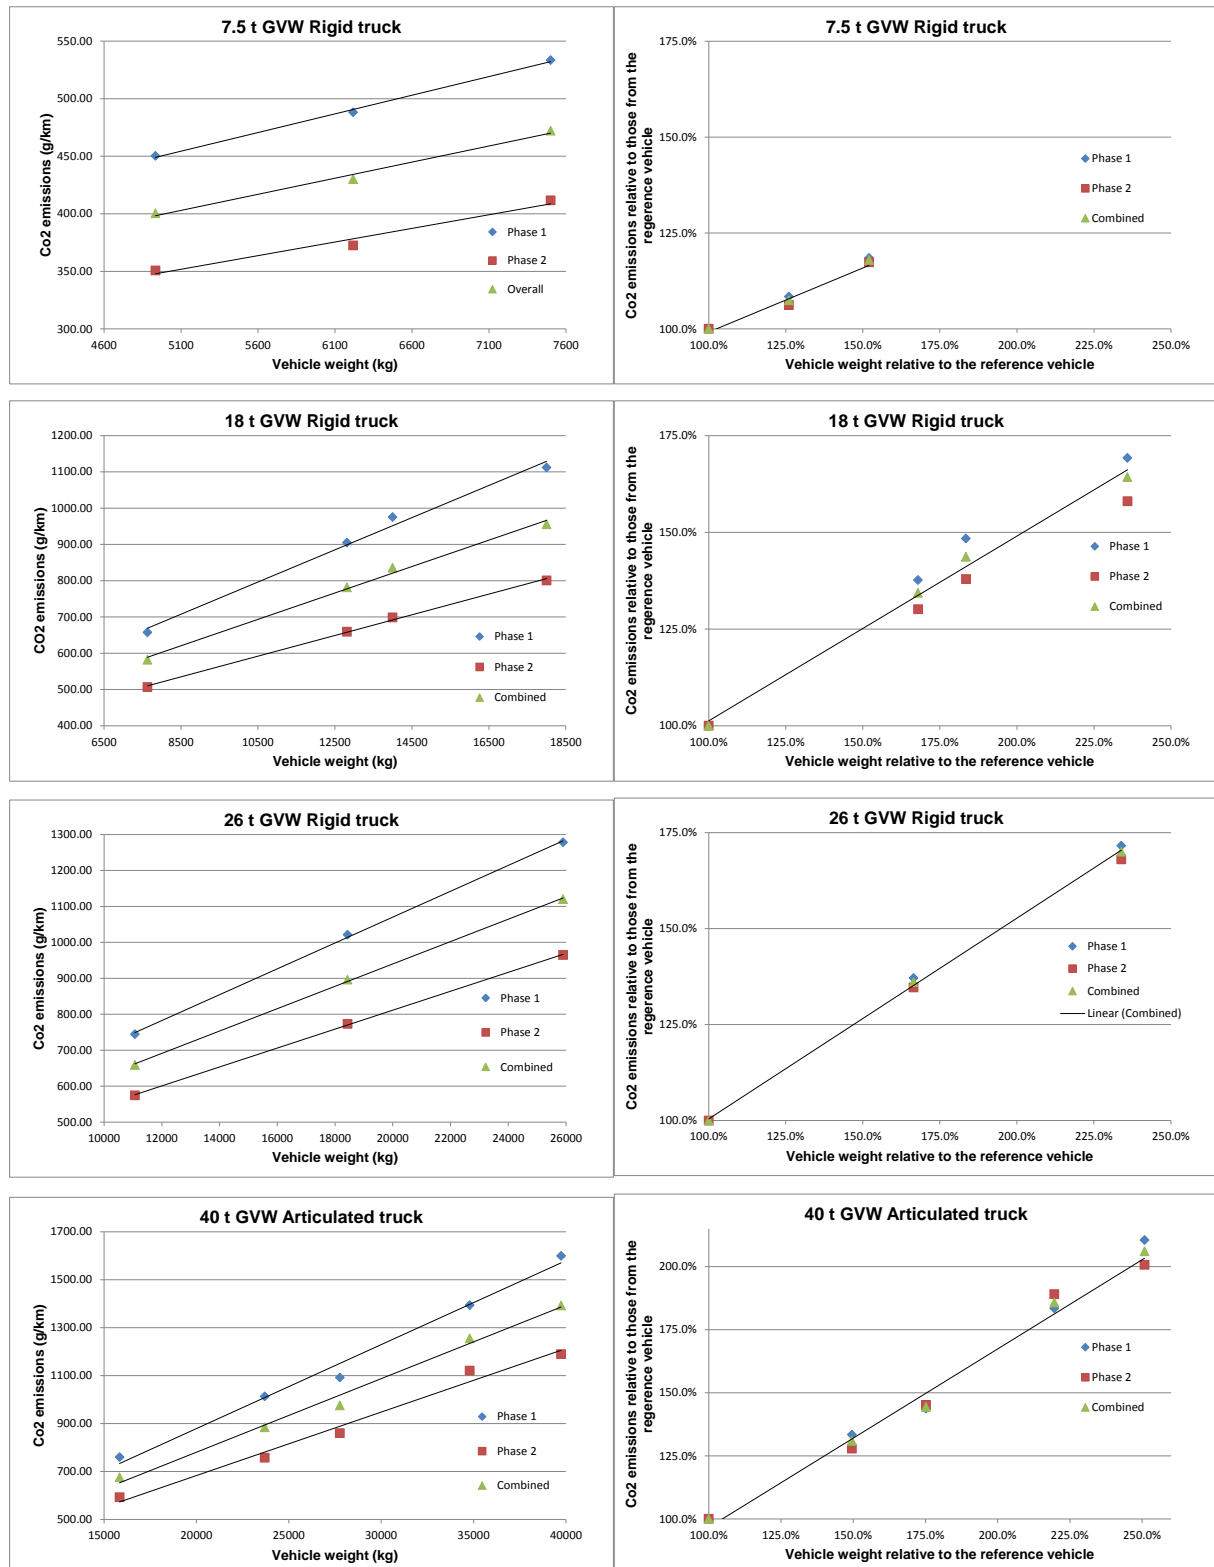 7.5 t GVW Rigid truck
550.00
500.00
450.00
400.00
350.00
300.00
4600 5100 5600 6100 6600 7100 7600
Co2 emissions (g/km)
Vehicle weight (kg)
Phase 1
Phase 2
Overall
7.5 t GVW Rigid truck
175.0%
150.0%
125.0%
100.0%
100.0% 125.0% 150.0% 175.0% 200.0% 225.0% 250.0%
Co2 emissions relative to those from the
regerence vehicle
Vehicle weight relative to the reference vehicle
Phase 1
Phase 2
Combined
18 t GVW Rigid truck
1200.00
1100.00
1000.00
900.00
800.00
700.00
600.00
500.00
400.00
6500 8500 10500 12500 14500 16500 18500
CO2 emissions (g/km)
Vehicle weight (kg)
Phase 1
Phase 2
Combined
18 t GVW Rigid truck
175.0%
150.0%
125.0%
100.0%
100.0% 125.0% 150.0% 175.0% 200.0% 225.0% 250.0%
Co2 emissions relative to those from the
regerence vehicle
Vehicle weight relative to the reference vehicle
Phase 1
Phase 2
Combined
26 t GVW Rigid truck
1300.00
1200.00
1100.00
1000.00
900.00
800.00
700.00
600.00
500.00
10000 12000 14000 16000 18000 20000 22000 24000 26000
Co2 emissions (g/km)
Vehicle weight (kg)
Phase 1
Phase 2
Combined
26 t GVW Rigid truck
175.0%
150.0%
125.0%
100.0%
100.0% 125.0% 150.0% 175.0% 200.0% 225.0% 250.0%
Co2 emissions relative to those from the
regerence vehicle
Vehicle weight relative to the reference vehicle
Phase 1
Phase 2
Combined
Linear (Combined)
40 t GVW Articulated truck
1700.00
1500.00
1300.00
1100.00
900.00
700.00
500.00
15000 20000 25000 30000 35000 40000
Co2 emissions (g/km)
Vehicle weight (kg)
Phase 1
Phase 2
Combined
40 t GVW Articulated truck
200.0%
175.0%
150.0%
125.0%
100.0%
100.0% 125.0% 150.0% 175.0% 200.0% 225.0% 250.0%
Co2 emissions relative to those from the
regerence vehicle
Vehicle weight relative to the reference vehicle
Phase 1
Phase 2
Combined